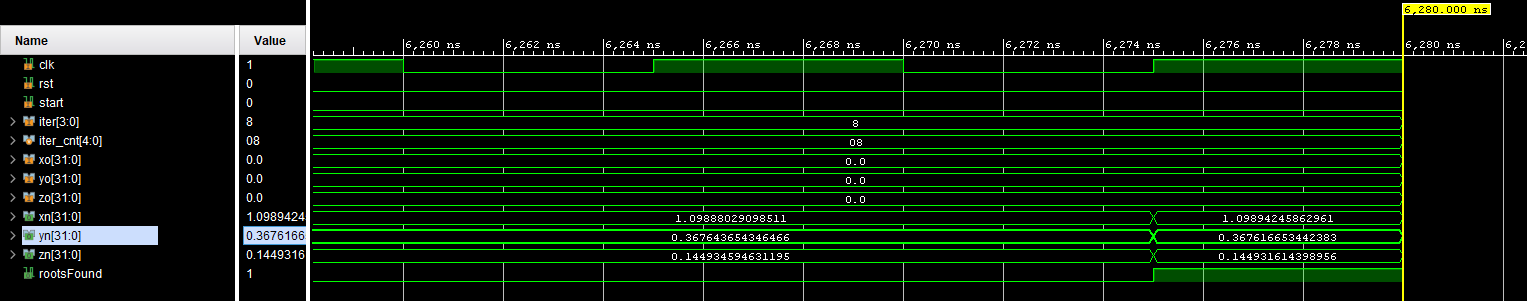 6,280.000 ns
Name Value
6,260 ns 6,262 ns 6,264 ns 6,266 ns 6,268 ns 6,270 ns 6,272 ns 6,274 ns 6,276 ns 6,278 ns 6,280 ns 6,2
clk 1
rst 0
start 0
iter[3:0] 8 8
iter_cnt[4:0] 08 08
xo[31:0] 0.0 0.0
yo[31:0] 0.0 0.0
zo[31:0] 0.0 0.0
xn[31:0] 1.0989424 1.09888029098511 1.09894245862961
yn[31:0] 0.3676166 0.367643654346466 0.367616653442383
zn[31:0] 0.1449316 0.144934594631195 0.144931614398956
rootsFound 1